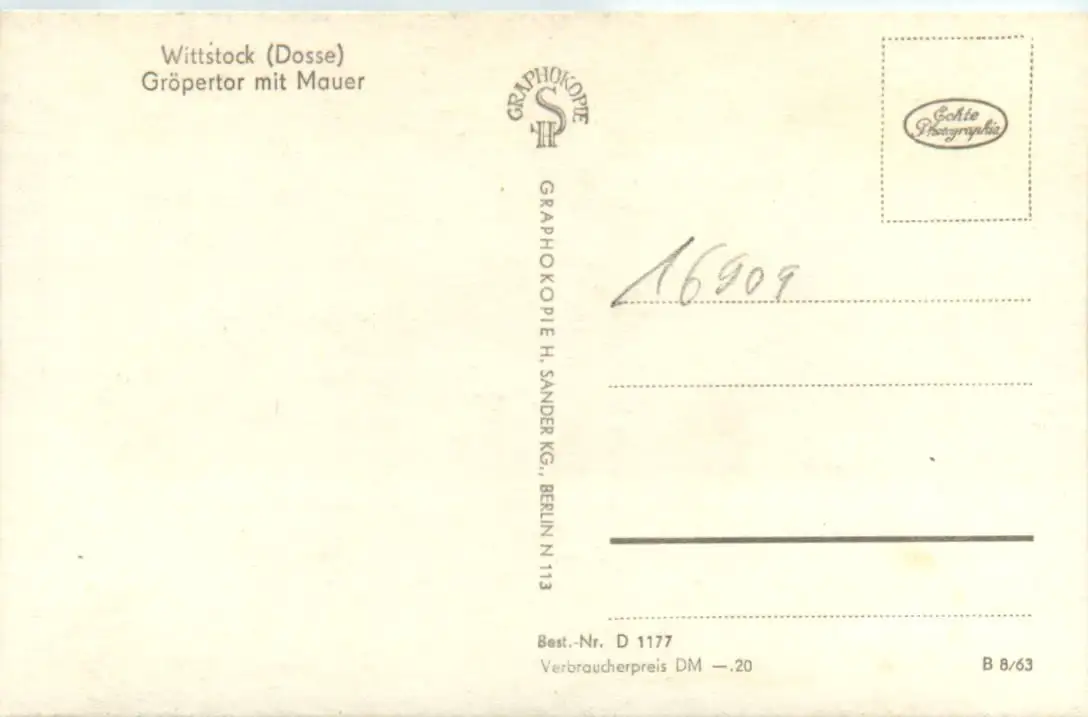 Wittstock (Dosse)
Gröpertor mit Mauer
GRAPHOKOPIE
HS
GRAPHOKOPIE H. SANDER KG., BERLIN N 113
Echte
Photographie
16909
Best.-Nr. D 1177
Verbraucherpreis DM —.20
B 8/63